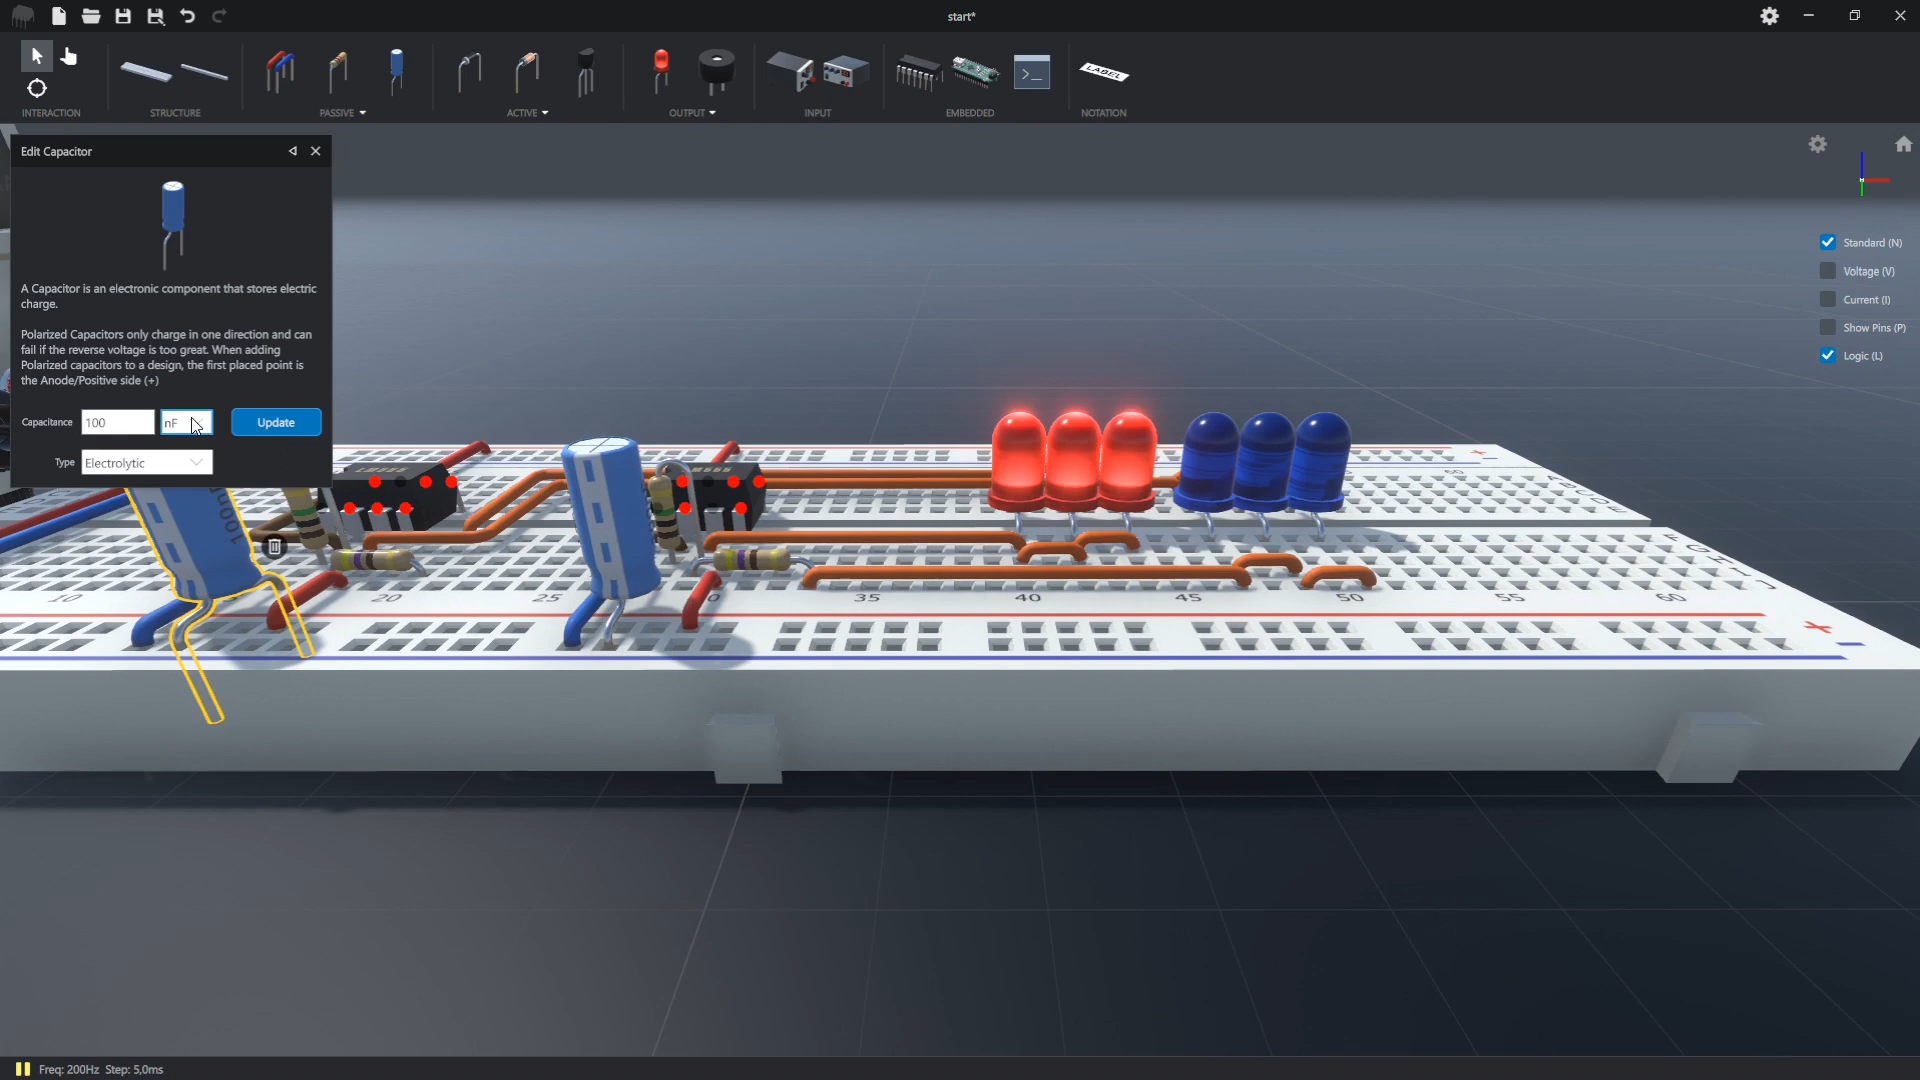 start*
INTERACTION
STRUCTURE
PASSIVE
ACTIVE
OUTPUT
INPUT
EMBEDDED
NOTATION
LABEL
Edit Capacitor
A Capacitor is an electronic component that stores electric
charge.
Polarized Capacitors only charge in one direction and can
fail if the reverse voltage is too great. When adding
Polarized capacitors to a design, the first placed point is
the Anode/Positive side (+)
Capacitance 100 nF Update
Type Electrolytic
Standard (N)
Voltage (V)
Current (I)
Show Pins (P)
Logic (L)
60
10 20 25 35 40 45 50 55 60
Freq: 200Hz Step: 5,0ms